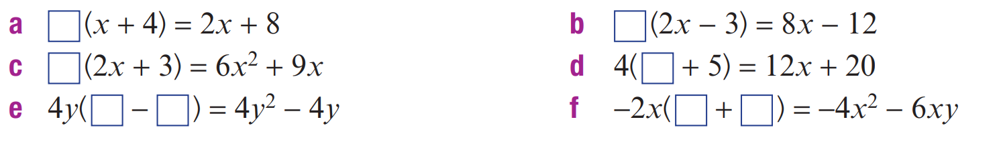 a □(x + 4) = 2x + 8
b □(2x − 3) = 8x − 12
c □(2x + 3) = 6x² + 9x
d 4(□ + 5) = 12x + 20
e 4y(□ − □) = 4y² − 4y
f −2x(□ + □) = −4x² − 6xy